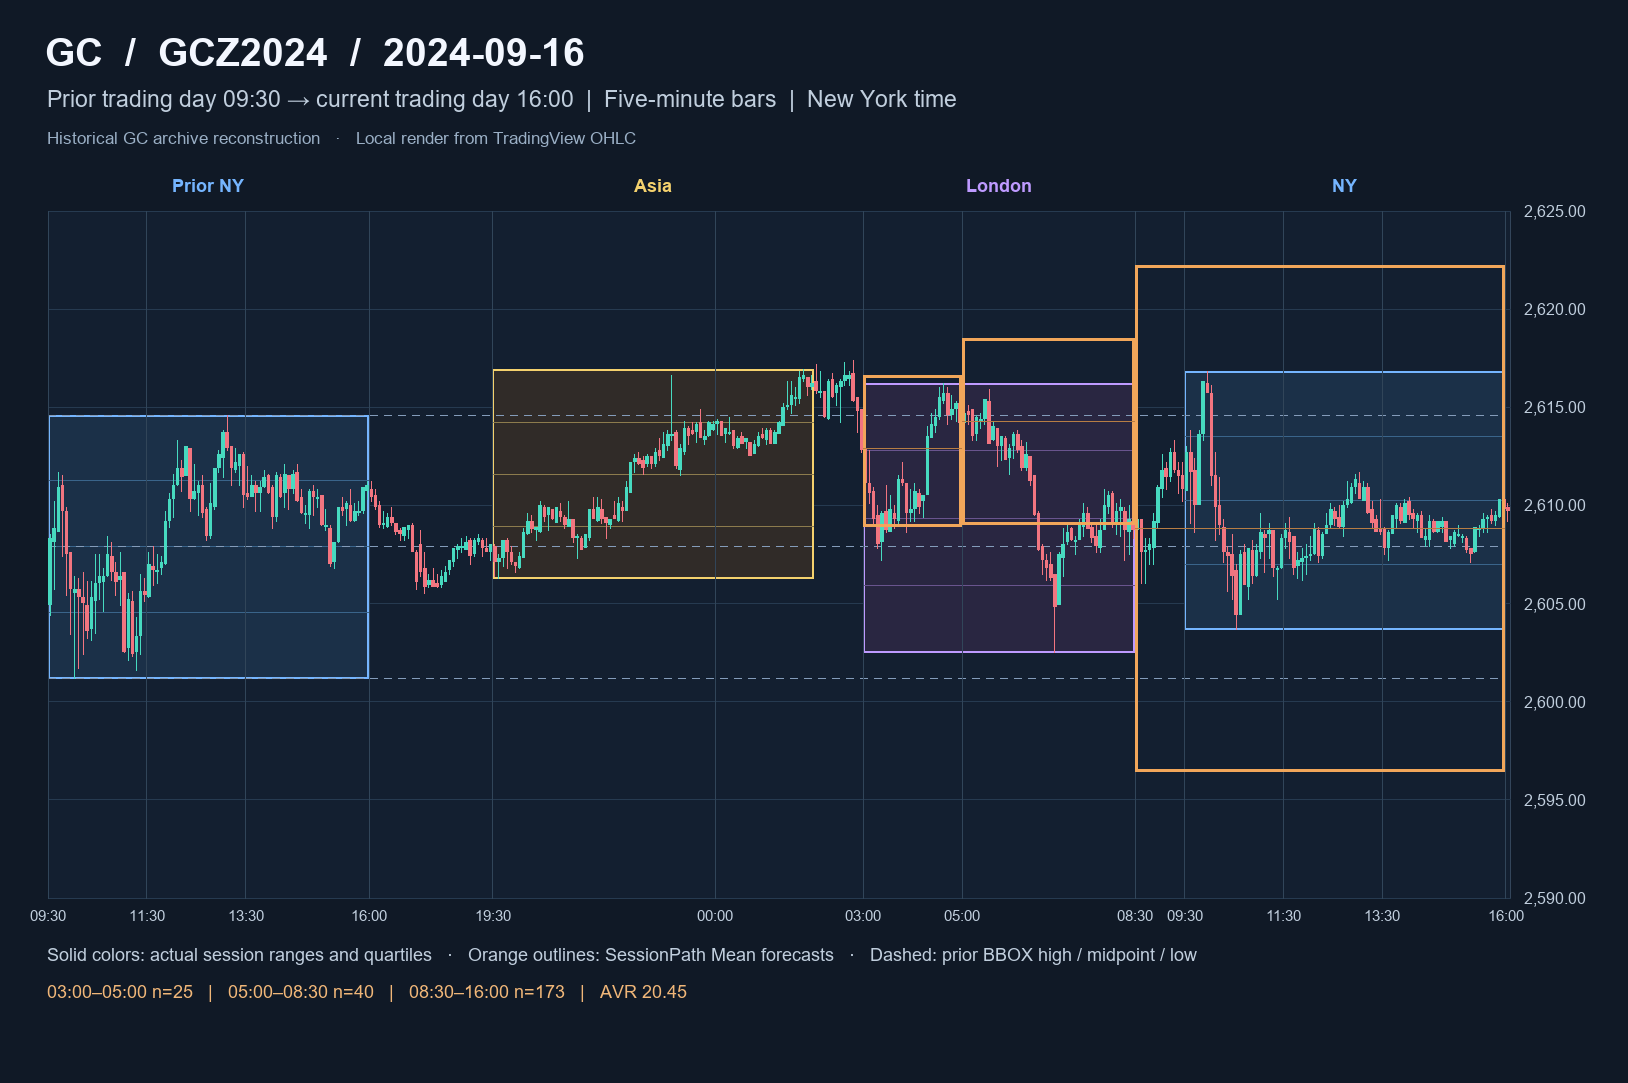 GC / GCZ2024 / 2024-09-16
Prior trading day 09:30 → current trading day 16:00 | Five-minute bars | New York time
Historical GC archive reconstruction · Local render from TradingView OHLC
Prior NY Asia London NY
2,625.00
2,620.00
2,615.00
2,610.00
2,605.00
2,600.00
2,595.00
2,590.00
09:30 11:30 13:30 16:00 19:30 00:00 03:00 05:00 08:30 09:30 11:30 13:30 16:00
Solid colors: actual session ranges and quartiles · Orange outlines: SessionPath Mean forecasts · Dashed: prior BBOX high / midpoint / low
03:00–05:00 n=25 | 05:00–08:30 n=40 | 08:30–16:00 n=173 | AVR 20.45